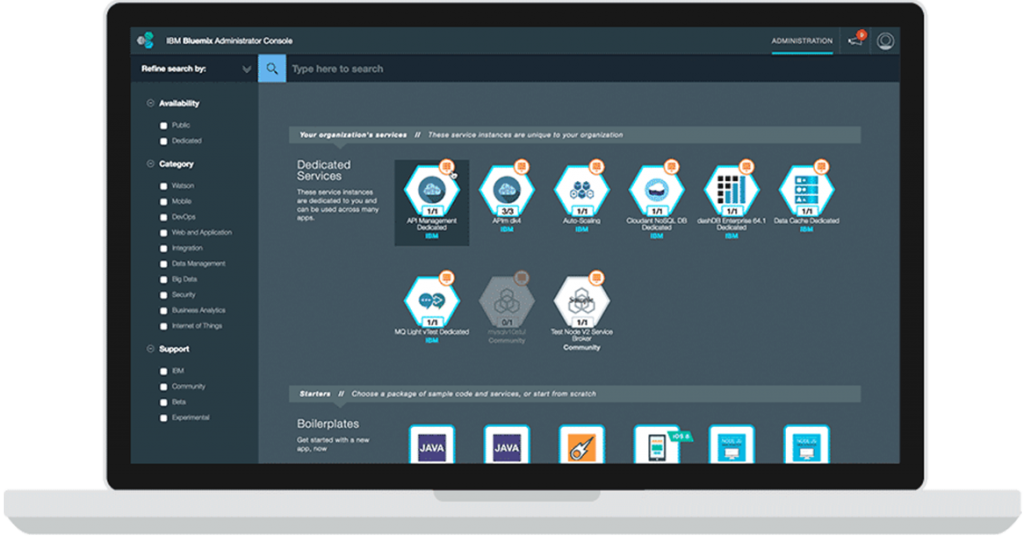 IBM Bluemix Administrator Console
ADMINISTRATION
Refine search by:
Type here to search
Availability
Public
Dedicated
Category
Watson
Mobile
DevOps
Web and Application
Integration
Data Management
Big Data
Security
Business Analytics
Internet of Things
Support
IBM
Community
Beta
Experimental
Your organization's services // These service instances are unique to your organization
Dedicated
Services
These service instances
are dedicated to you and
can be used across many
apps.
1/1
API Management
Dedicated
IBM
3/3
APIm dv4
IBM
1/1
Auto-Scaling
IBM
1/1
Cloudant NoSQL DB
Dedicated
IBM
1/1
dashDB Enterprise 64.1
Dedicated
IBM
1/1
Data Cache Dedicated
IBM
1/1
MQ Light vTest Dedicated
IBM
0/1
Community
1/1
Test Node V2 Service
Broker
Community
Starters // Choose a package of sample code and services, or start from scratch
Boilerplates
Get started with a new
app, now
JAVA
JAVA
iOS 8